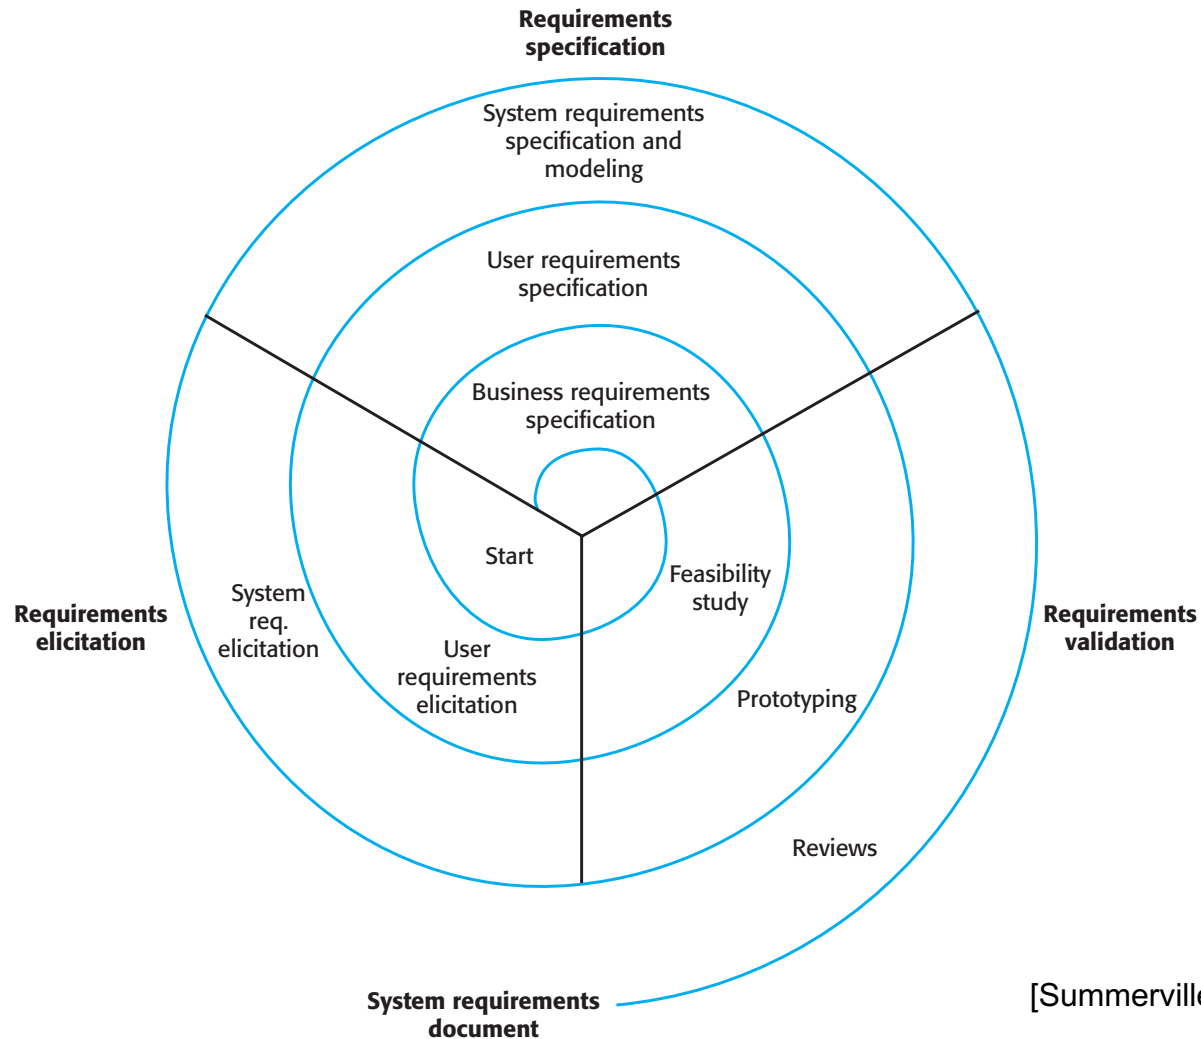 Requirements
specification
System requirements
specification and
modeling
User requirements
specification
Business requirements
specification
Start
Feasibility
study
System
req.
elicitation
Requirements
elicitation
Requirements
validation
User
requirements
elicitation
Prototyping
Reviews
System requirements
document
[Summerville